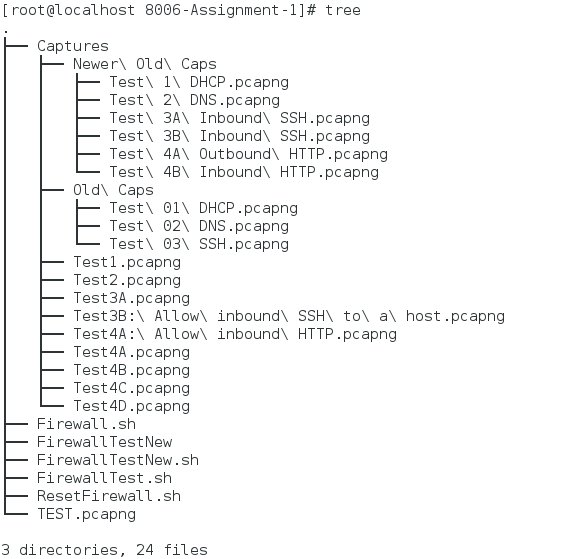 [root@localhost 8006-Assignment-1]# tree
.
├── Captures
│   ├── Newer\ Old\ Caps
│   │   ├── Test\ 1\ DHCP.pcapng
│   │   ├── Test\ 2\ DNS.pcapng
│   │   ├── Test\ 3A\ Inbound\ SSH.pcapng
│   │   ├── Test\ 3B\ Inbound\ SSH.pcapng
│   │   ├── Test\ 4A\ Outbound\ HTTP.pcapng
│   │   └── Test\ 4B\ Inbound\ HTTP.pcapng
│   ├── Old\ Caps
│   │   ├── Test\ 01\ DHCP.pcapng
│   │   ├── Test\ 02\ DNS.pcapng
│   │   └── Test\ 03\ SSH.pcapng
│   ├── Test1.pcapng
│   ├── Test2.pcapng
│   ├── Test3A.pcapng
│   ├── Test3B:\ Allow\ inbound\ SSH\ to\ a\ host.pcapng
│   ├── Test4A:\ Allow\ inbound\ HTTP.pcapng
│   ├── Test4A.pcapng
│   ├── Test4B.pcapng
│   ├── Test4C.pcapng
│   └── Test4D.pcapng
├── Firewall.sh
├── FirewallTestNew
├── FirewallTestNew.sh
├── FirewallTest.sh
├── ResetFirewall.sh
└── TEST.pcapng
3 directories, 24 files